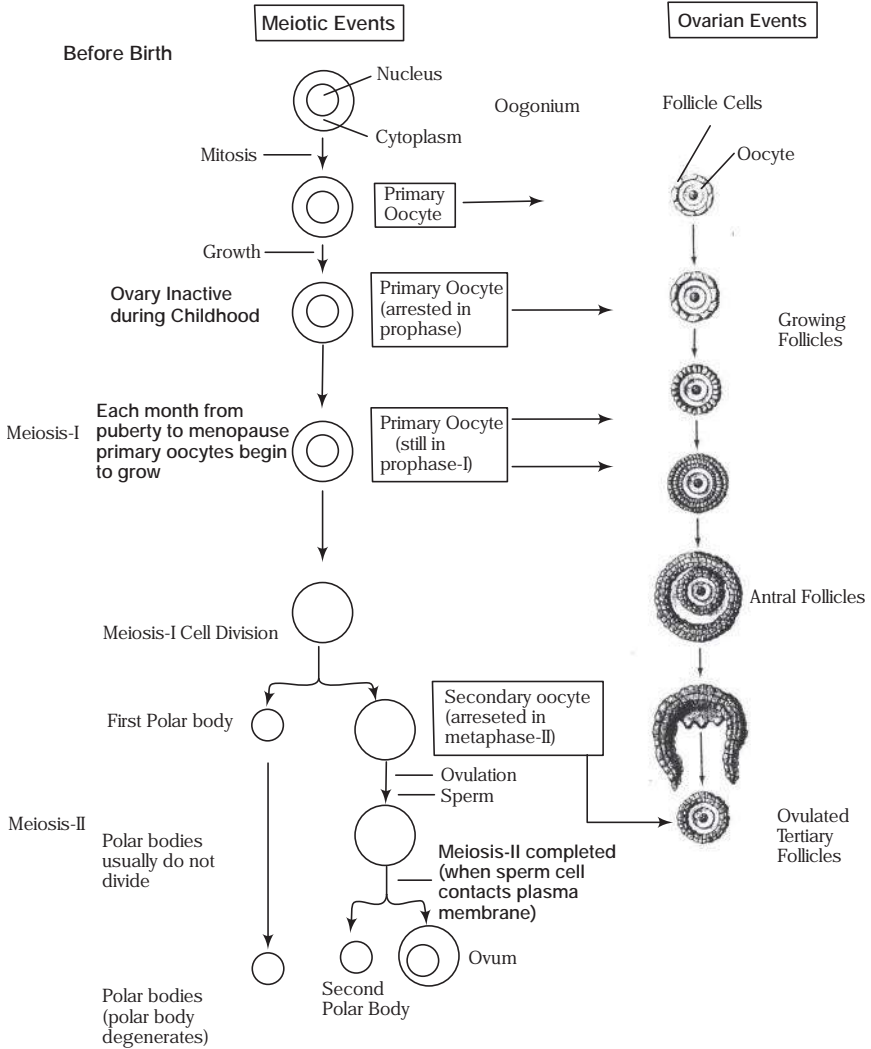 Meiotic Events
Ovarian Events
Before Birth
Nucleus
Oogonium
Follicle Cells
Cytoplasm
Mitosis
Oocyte
Primary
Oocyte
Growth
Ovary Inactive
during Childhood
Primary Oocyte
(arrested in
prophase)
Growing
Follicles
Meiosis-I
Each month from
puberty to menopause
primary oocytes begin
to grow
Primary Oocyte
(still in
prophase-I)
Antral Follicles
Meiosis-I Cell Division
First Polar body
Secondary oocyte
(arreseted in
metaphase-II)
Ovulation
Sperm
Meiosis-II
Polar bodies
usually do not
divide
Meiosis-II completed
(when sperm cell
contacts plasma
membrane)
Ovulated
Tertiary
Follicles
Ovum
Second
Polar Body
Polar bodies
(polar body
degenerates)